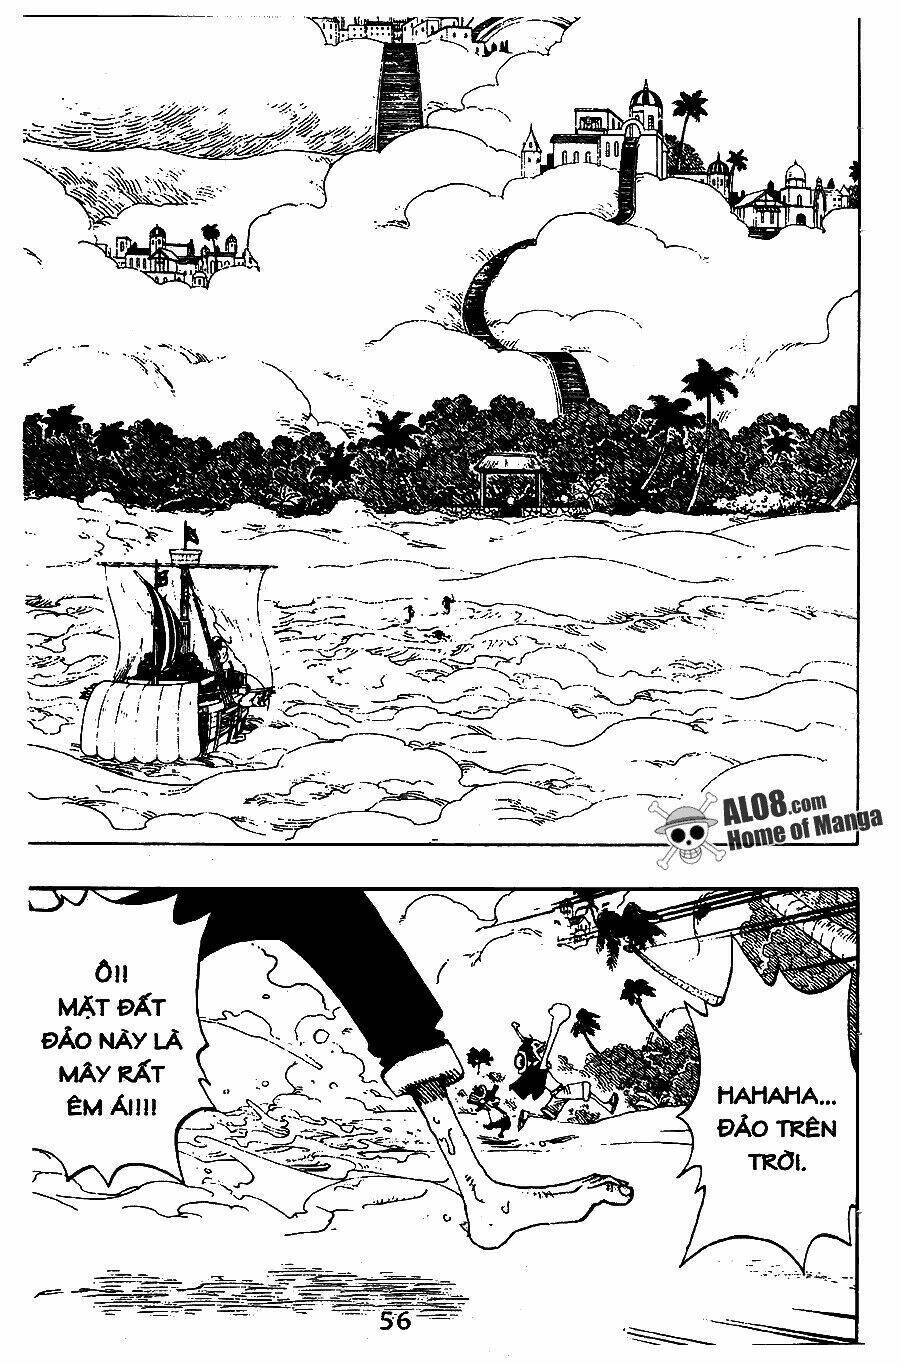 ALO8.com
Home of Manga
HAHAHA...
ĐẢO TRÊN
TRỜI.
Ô!!
MẶT ĐẤT
ĐẢO NÀY LÀ
MÂY RẤT
ÊM ÁI!!!
56